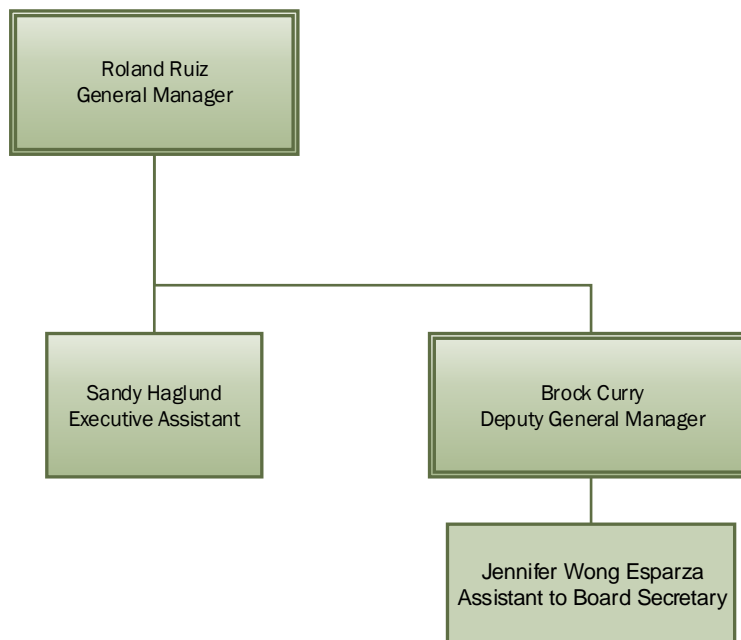 Roland Ruiz
General Manager
Sandy Haglund
Executive Assistant
Brock Curry
Deputy General Manager
Jennifer Wong Esparza
Assistant to Board Secretary